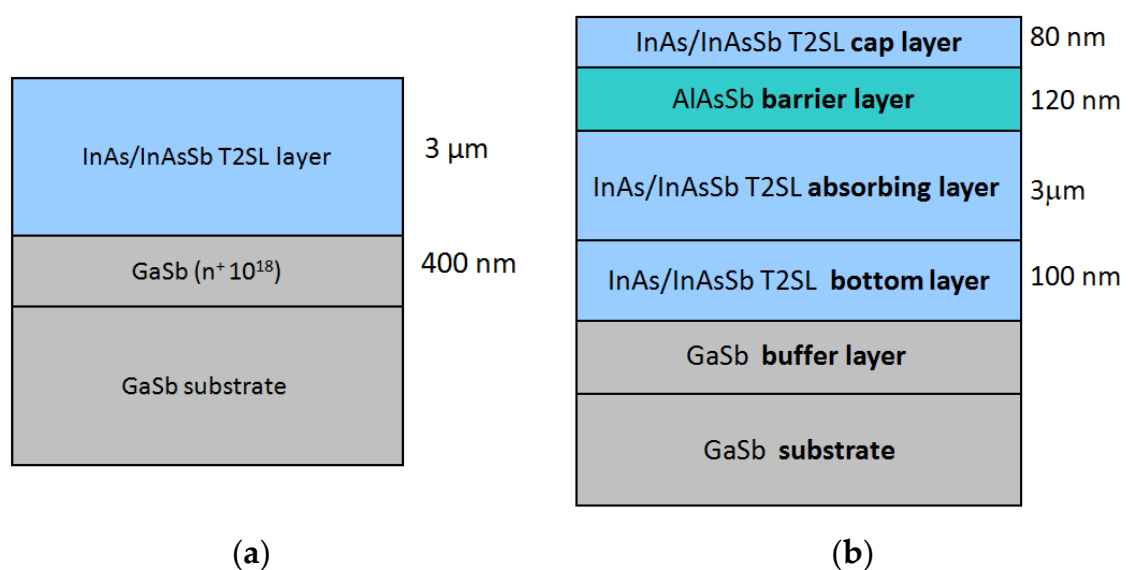 InAs/InAsSb T2SL layer
3 µm
GaSb (n⁺ 10¹⁸)
400 nm
GaSb substrate
(a)
InAs/InAsSb T2SL cap layer
80 nm
AlAsSb barrier layer
120 nm
InAs/InAsSb T2SL absorbing layer
3µm
InAs/InAsSb T2SL bottom layer
100 nm
GaSb buffer layer
GaSb substrate
(b)